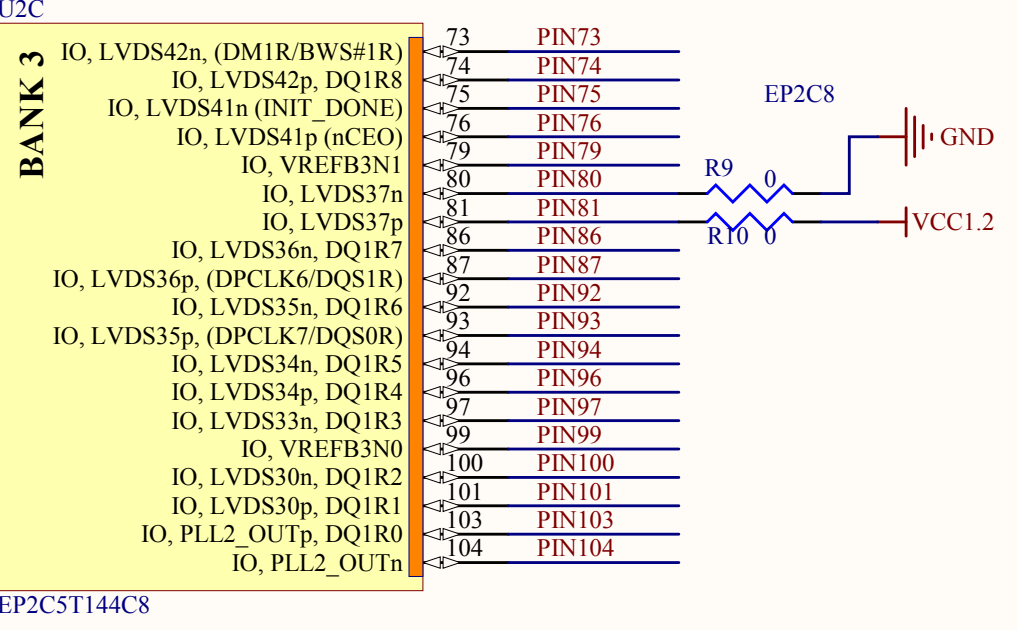 U2C
BANK 3
IO, LVDS42n, (DM1R/BWS#1R) 73 PIN73
IO, LVDS42p, DQ1R8 74 PIN74
IO, LVDS41n (INIT_DONE) 75 PIN75
EP2C8
IO, LVDS41p (nCEO) 76 PIN76
GND
IO, VREFB3N1 79 PIN79
IO, LVDS37n 80 PIN80 R9 0
IO, LVDS37p 81 PIN81 VCC1.2
IO, LVDS36n, DQ1R7 86 PIN86 R10 0
IO, LVDS36p, (DPCLK6/DQS1R) 87 PIN87
IO, LVDS35n, DQ1R6 92 PIN92
IO, LVDS35p, (DPCLK7/DQS0R) 93 PIN93
IO, LVDS34n, DQ1R5 94 PIN94
IO, LVDS34p, DQ1R4 96 PIN96
IO, LVDS33n, DQ1R3 97 PIN97
IO, VREFB3N0 99 PIN99
IO, LVDS30n, DQ1R2 100 PIN100
IO, LVDS30p, DQ1R1 101 PIN101
IO, PLL2_OUTp, DQ1R0 103 PIN103
IO, PLL2_OUTn 104 PIN104
EP2C5T144C8